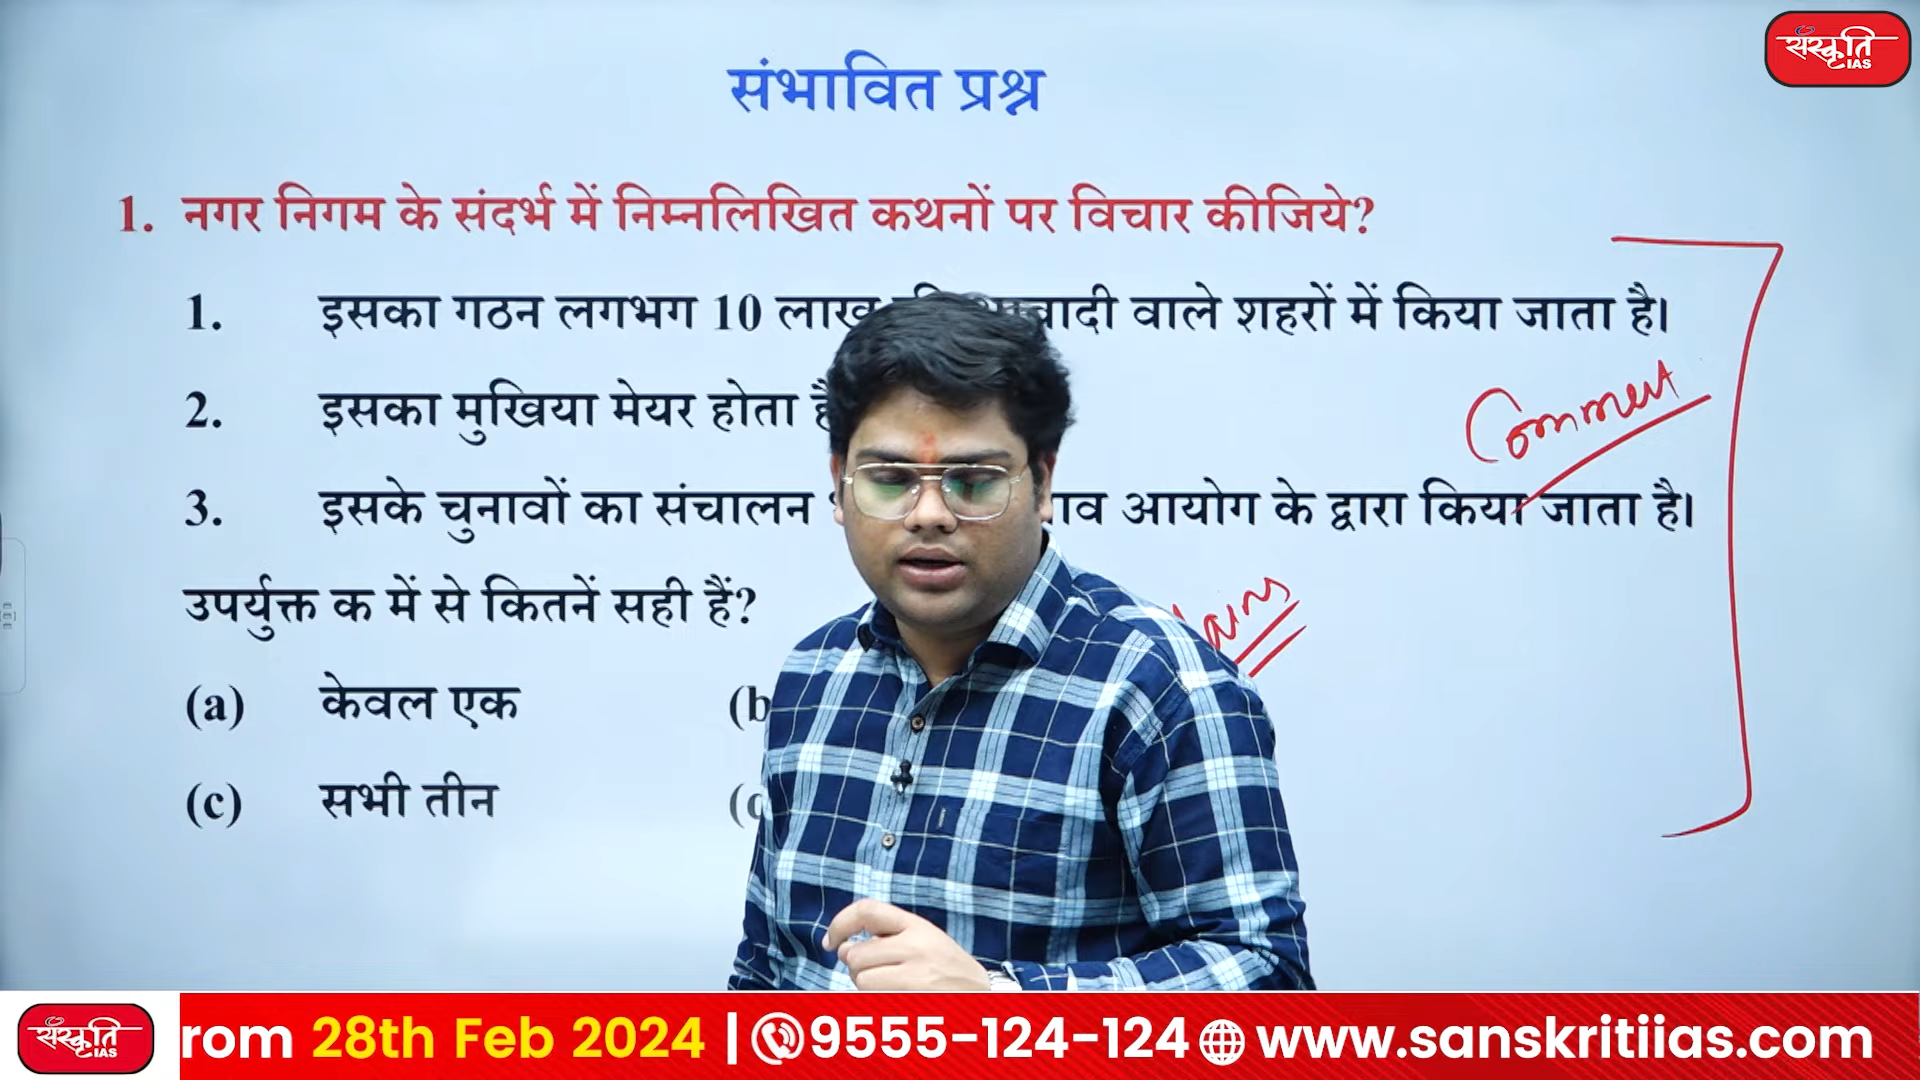 संस्कृति
IAS
संभावित प्रश्न
1. नगर निगम के संदर्भ में निम्नलिखित कथनों पर विचार कीजिये?
1. इसका गठन लगभग 10 लाख वाले शहरों में किया जाता है।
2. इसका मुखिया मेयर होता
Comment
3. इसके चुनावों का संचालन आयोग के द्वारा किया जाता है।
उपर्युक्त क में से कितनें सही हैं?
(a) केवल एक (b
(c) सभी तीन
संस्कृति
IAS
rom 28th Feb 2024 | 9555-124-124 www.sanskritiias.com